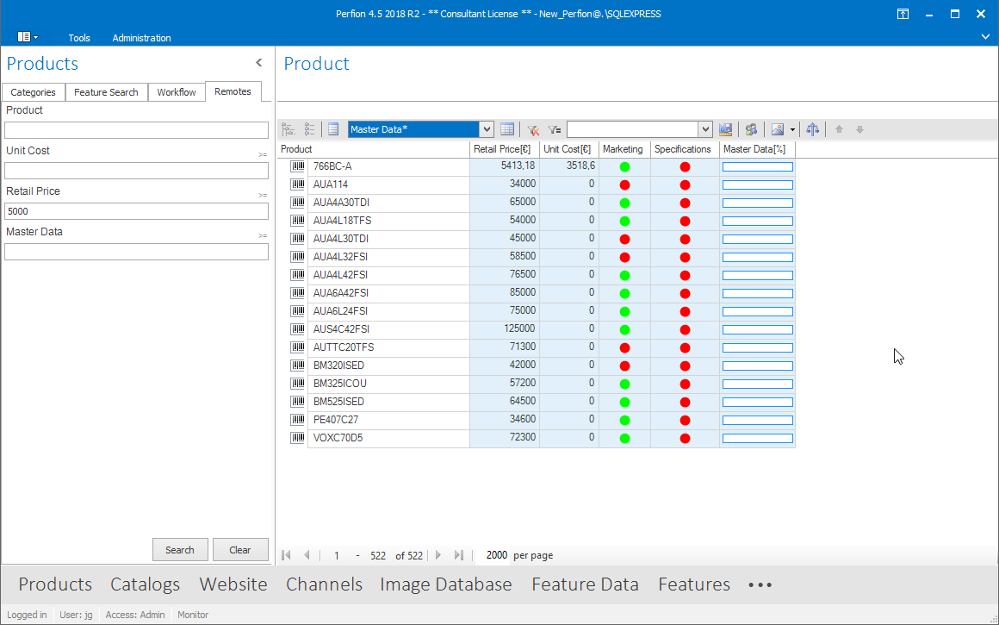 Perfion 4.5 2018 R2 - ** Consultant License ** - New_Perfion@.\SQLEXPRESS
Tools Administration
Products
Product
Categories Feature Search Workflow Remotes
Product
Unit Cost
>=
Retail Price
>=
5000
Master Data
>=
Search Clear
Master Data*
Product Retail Price[€] Unit Cost[€] Marketing Specifications Master Data[%]
766BC-A 5413,18 3518,6
AUA114 34000 0
AUA4A30TDI 65000 0
AUA4L18TFS 54000 0
AUA4L30TDI 45000 0
AUA4L32FSI 58500 0
AUA4L42FSI 76500 0
AUA6A42FSI 85000 0
AUA6L24FSI 75000 0
AUS4C42FSI 125000 0
AUTTC20TFS 71300 0
BM320ISED 42000 0
BM325ICOU 57200 0
BM525ISED 64500 0
PE407C27 34600 0
VOXC70D5 72300 0
1 - 522 of 522 2000 per page
Products Catalogs Website Channels Image Database Feature Data Features •••
Logged in User: jg Access: Admin Monitor